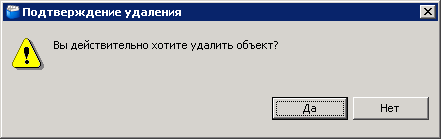 Подтверждение удаления
Вы действительно хотите удалить объект?
Да
Нет